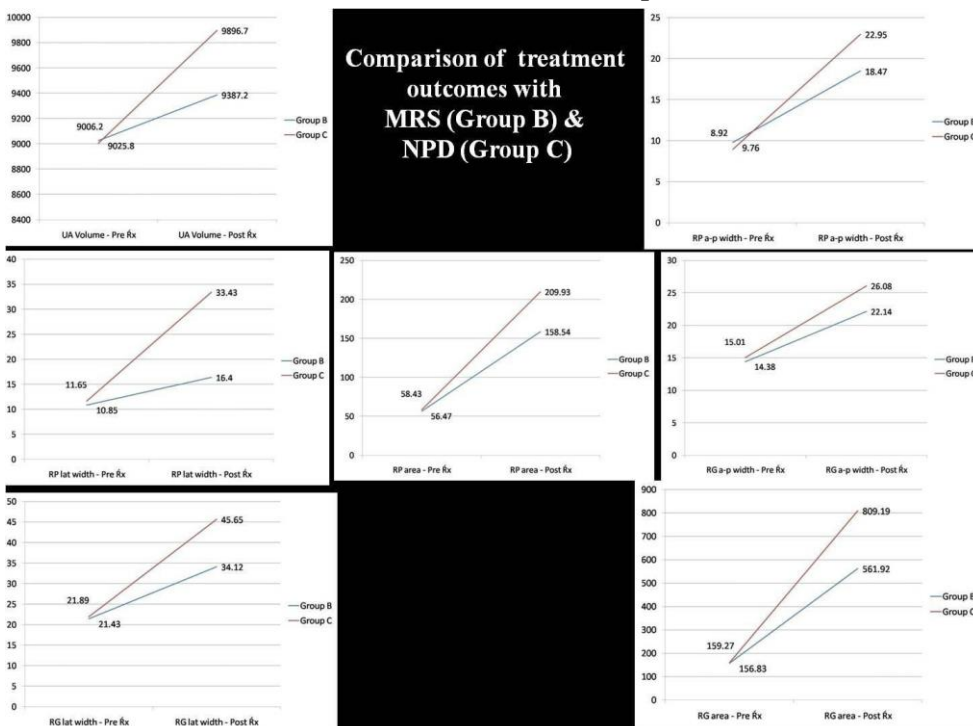 10000
9800
9600
9400
9200
9000
8800
8600
8400
9896.7
9387.2
9006.2
9025.8
Group B
Group C
UA Volume - Pre Rx
UA Volume - Post Rx
Comparison of treatment
outcomes with
MRS (Group B) &
NPD (Group C)
25
20
15
10
5
0
22.95
18.47
8.92
9.76
Group
Group
RP a-p width - Pre Rx
RP a-p width - Post Rx
40
35
30
25
20
15
10
5
0
33.43
16.4
11.65
10.85
Group B
Group C
RP lat width - Pre Rx
RP lat width - Post Rx
250
200
150
100
50
0
209.93
158.54
58.43
56.47
Group B
Group C
RP area - Pre Rx
RP area - Post Rx
30
25
20
15
10
5
0
26.08
22.14
15.01
14.38
Group
Group
RG a-p width - Pre Rx
RG a-p width - Post Rx
50
45
40
35
30
25
20
15
10
5
0
45.65
34.12
21.89
21.43
Group B
Group C
RG lat width - Pre Rx
RG lat width - Post Rx
900
800
700
600
500
400
300
200
100
0
809.19
561.92
159.27
156.83
Group B
Group C
RG area - Pre Rx
RG area - Post Rx